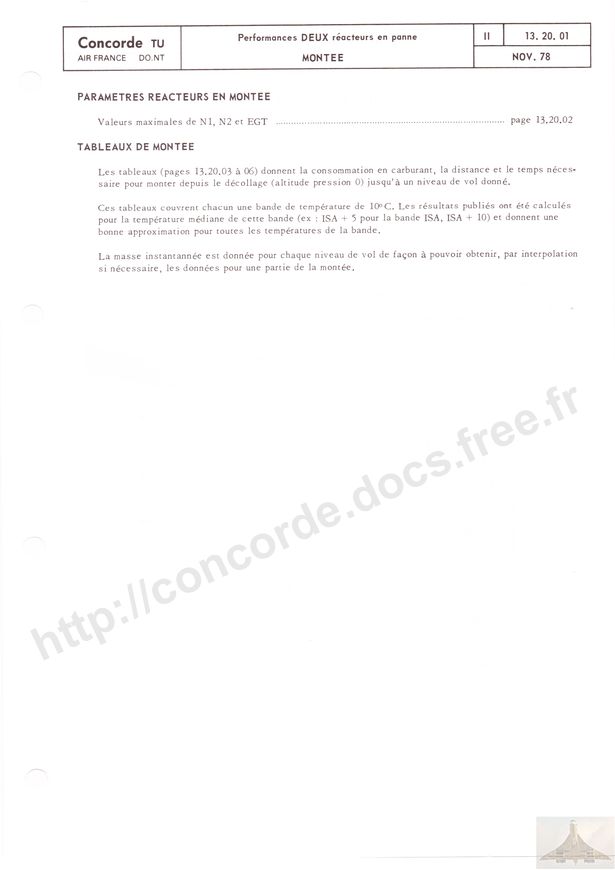 Concorde TU
AIR FRANCE DO.NT
Performances DEUX réacteurs en panne
MONTEE
II
13. 20. 01
NOV. 78
PARAMETRES REACTEURS EN MONTEE
Valeurs maximales de N1, N2 et EGT ........................................................................................ page 13.20.02
TABLEAUX DE MONTEE
Les tableaux (pages 13.20.03 à 06) donnent la consommation en carburant, la distance et le temps néces-
saire pour monter depuis le décollage (altitude pression 0) jusqu'à un niveau de vol donné.
Ces tableaux couvrent chacun une bande de température de 10°C. Les résultats publiés ont été calculés
pour la température médiane de cette bande (ex : ISA + 5 pour la bande ISA, ISA + 10) et donnent une
bonne approximation pour toutes les températures de la bande.
La masse instantannée est donnée pour chaque niveau de vol de façon à pouvoir obtenir, par interpolation
si nécessaire, les données pour une partie de la montée.
http://concorde.docs.free.fr